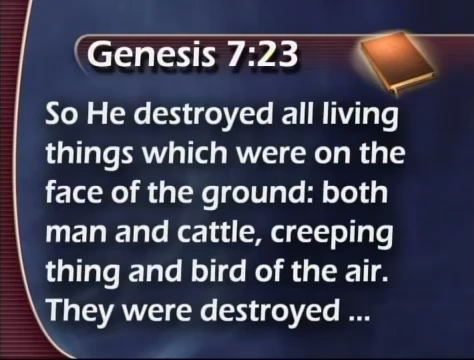 Genesis 7:23
So He destroyed all living
things which were on the
face of the ground: both
man and cattle, creeping
thing and bird of the air.
They were destroyed ...